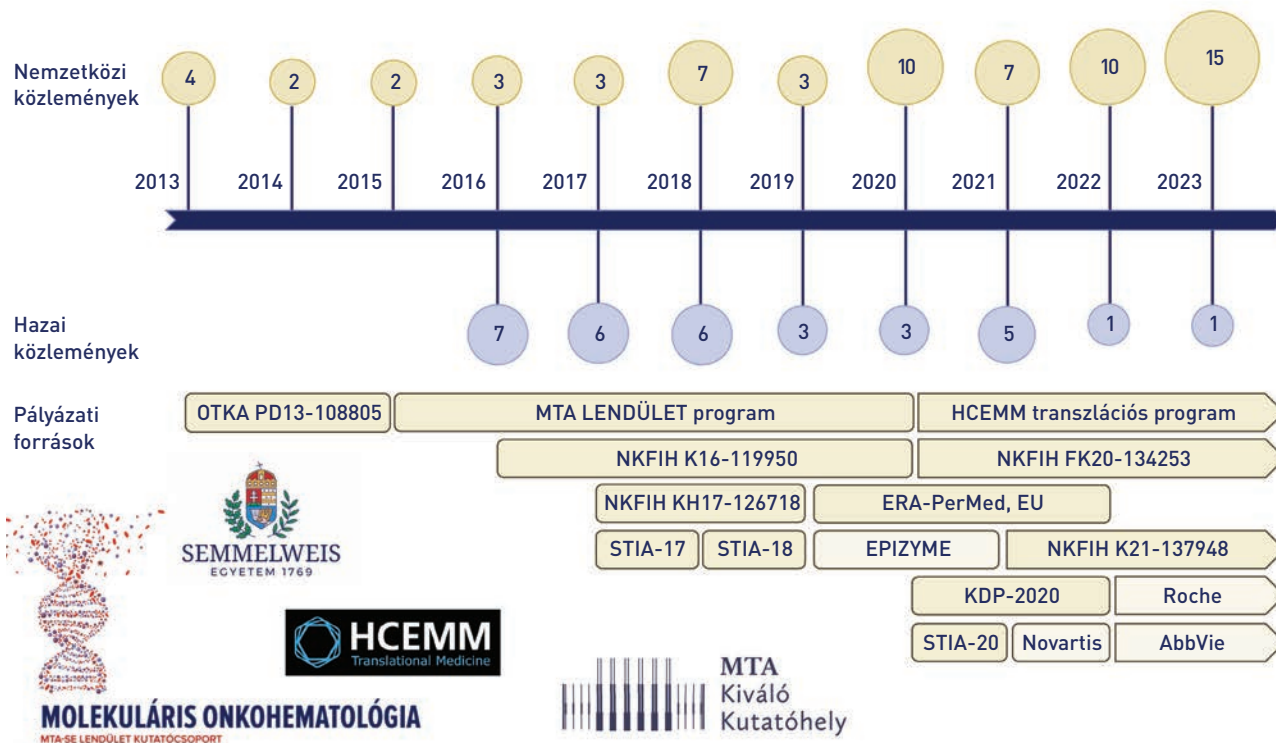 Nemzetközi
közlemények
4
2
2
3
3
7
3
10
7
10
15
2013
2014
2015
2016
2017
2018
2019
2020
2021
2022
2023
Hazai
közlemények
7
6
6
3
3
5
1
1
Pályázati
források
OTKA PD13-108805
MTA LENDÜLET program
HCEMM transzlációs program
NKFIH K16-119950
NKFIH FK20-134253
NKFIH KH17-126718
ERA-PerMed, EU
STIA-17
STIA-18
EPIZYME
NKFIH K21-137948
KDP-2020
Roche
STIA-20
Novartis
AbbVie
SEMMELWEIS
EGYETEM 1769
HCEMM
Translational Medicine
MTA
Kiváló
Kutatóhely
MOLEKULÁRIS ONKOHEMATOLÓGIA
MTA-SE LENDÜLET KUTATÓCSOPORT